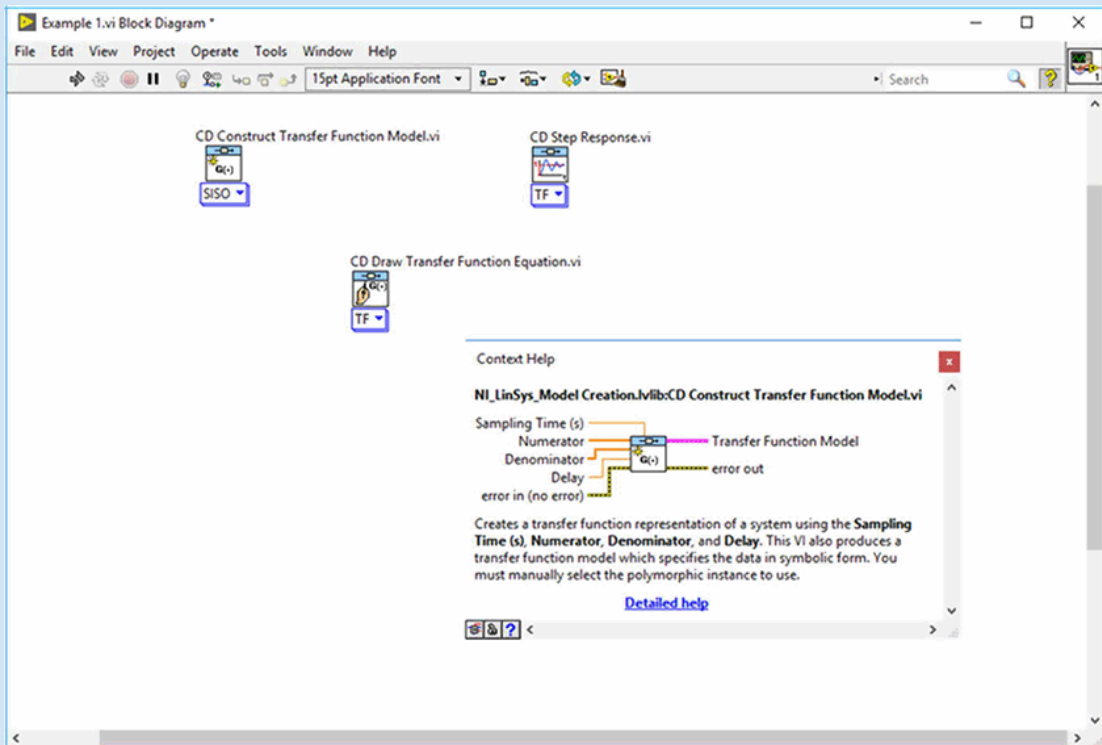 Example 1.vi Block Diagram *
File Edit View Project Operate Tools Window Help
15pt Application Font Search ?
1
CD Construct Transfer Function Model.vi
G(•)
SISO
CD Step Response.vi
TF
CD Draw Transfer Function Equation.vi
G(•)
TF
Context Help
x
NI_LinSys_Model Creation.lvlib:CD Construct Transfer Function Model.vi
Sampling Time (s)
Numerator
Denominator
Delay
error in (no error)
G(•)
Transfer Function Model
error out
Creates a transfer function representation of a system using the Sampling
Time (s), Numerator, Denominator, and Delay. This VI also produces a
transfer function model which specifies the data in symbolic form. You
must manually select the polymorphic instance to use.
Detailed help
?